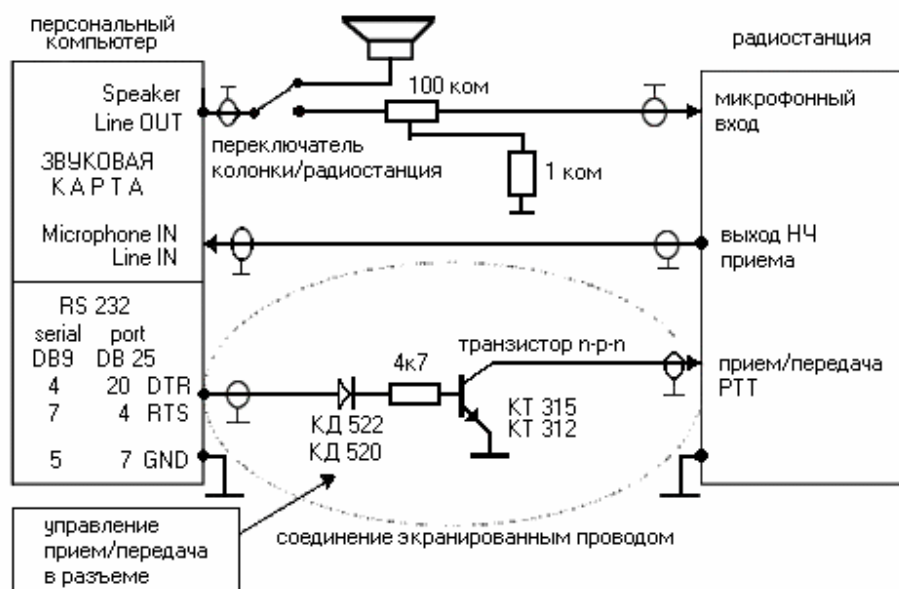 персональный
компьютер
радиостанция
Speaker
Line OUT
100 ком
микрофонный
вход
переключатель
колонки/радиостанция
ЗВУКОВАЯ
КАРТА
1 ком
Microphone IN
Line IN
выход НЧ
приема
RS 232
serial port
DB9 DB 25
4 20 DTR
7 4 RTS
5 7 GND
4к7
транзистор n-p-n
КД 522
КД 520
КТ 315
КТ 312
прием/передача
РТТ
соединение экранированным проводом
управление
прием/передача
в разъеме